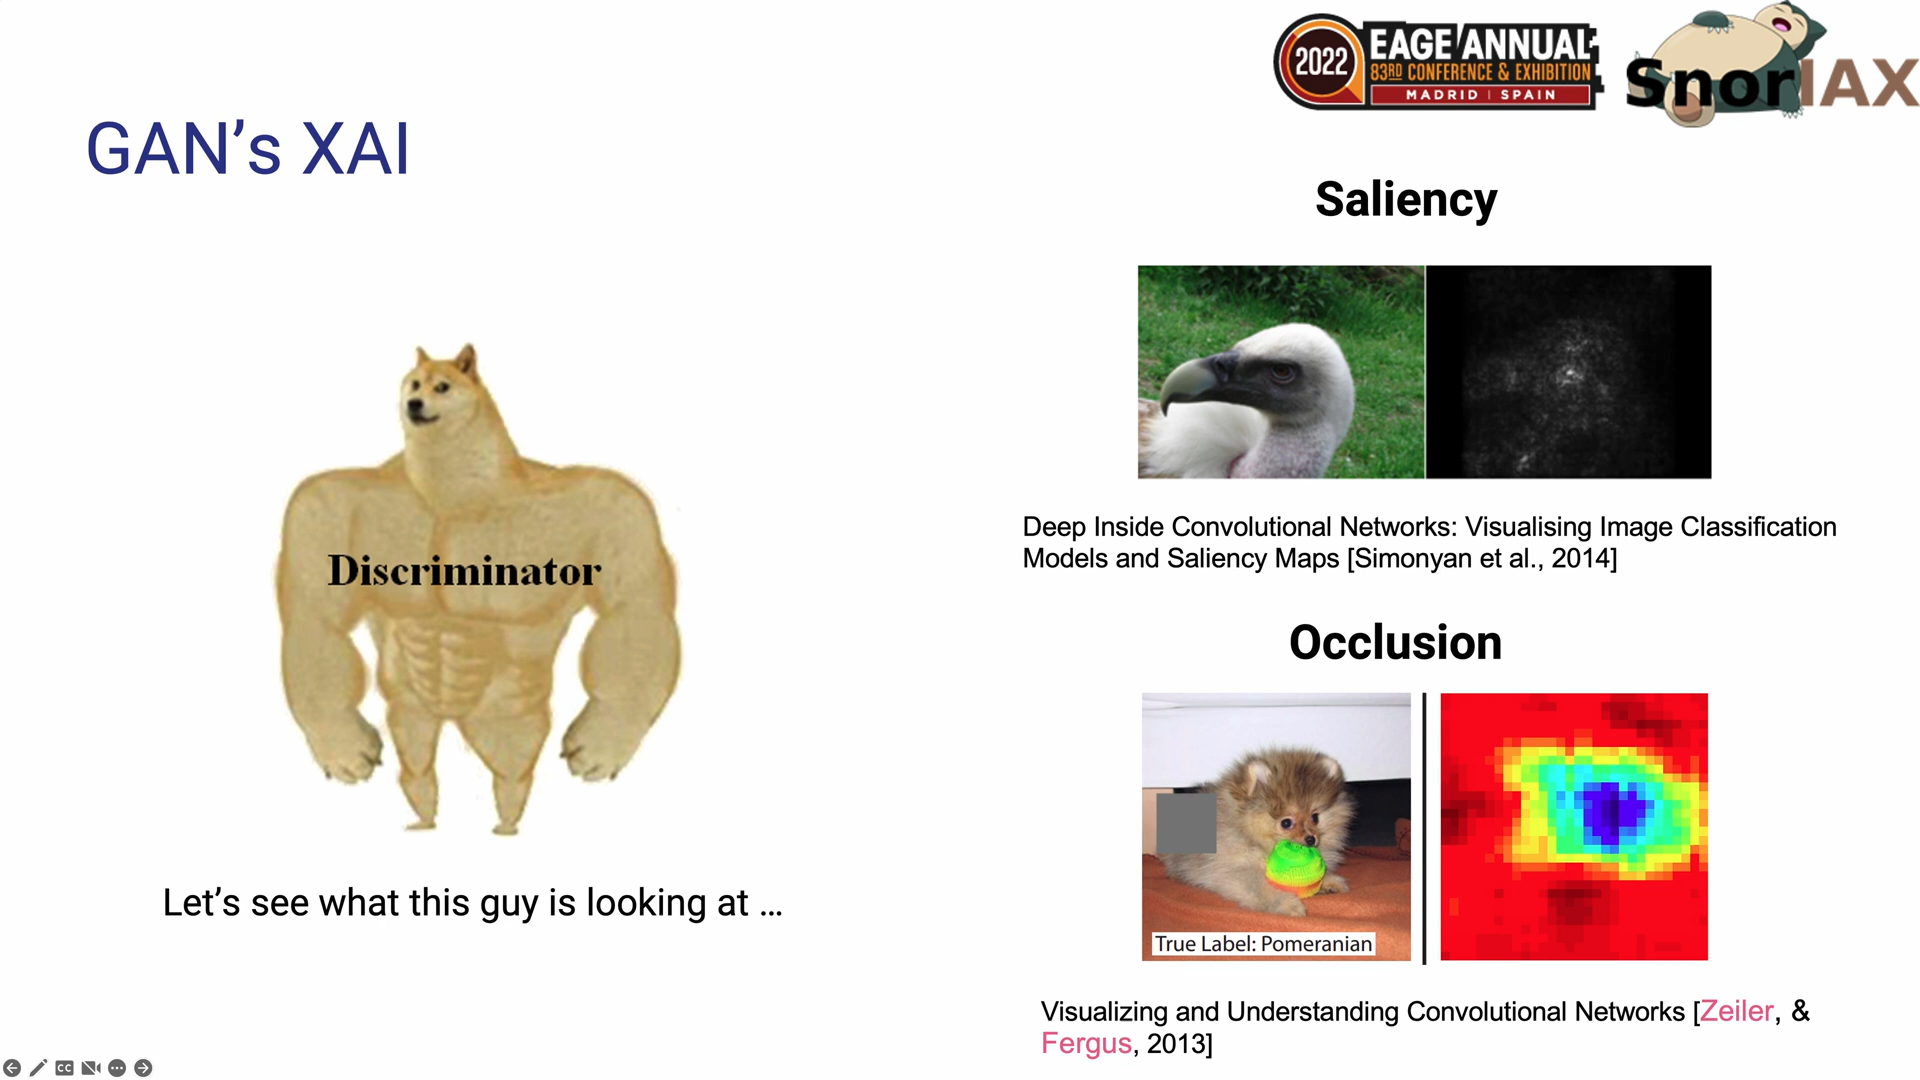 2022
EAGE ANNUAL
83RD CONFERENCE & EXHIBITION
MADRID | SPAIN
SnorlAX
GAN’s XAI
Discriminator
Let’s see what this guy is looking at ...
Saliency
Deep Inside Convolutional Networks: Visualising Image Classification
Models and Saliency Maps [Simonyan et al., 2014]
Occlusion
True Label: Pomeranian
Visualizing and Understanding Convolutional Networks [Zeiler, &
Fergus, 2013]
CC